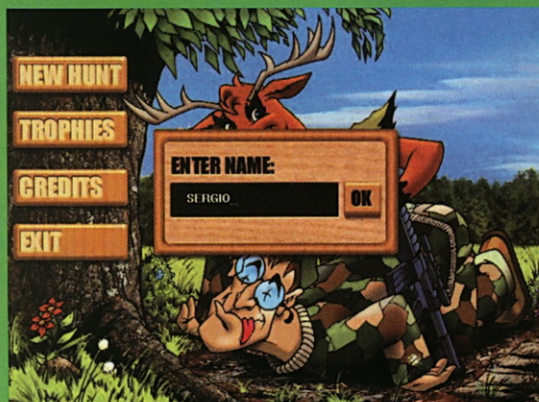 NEW HUNT
TROPHIES
CREDITS
EXIT
ENTER NAME:
SERGIO_
OK